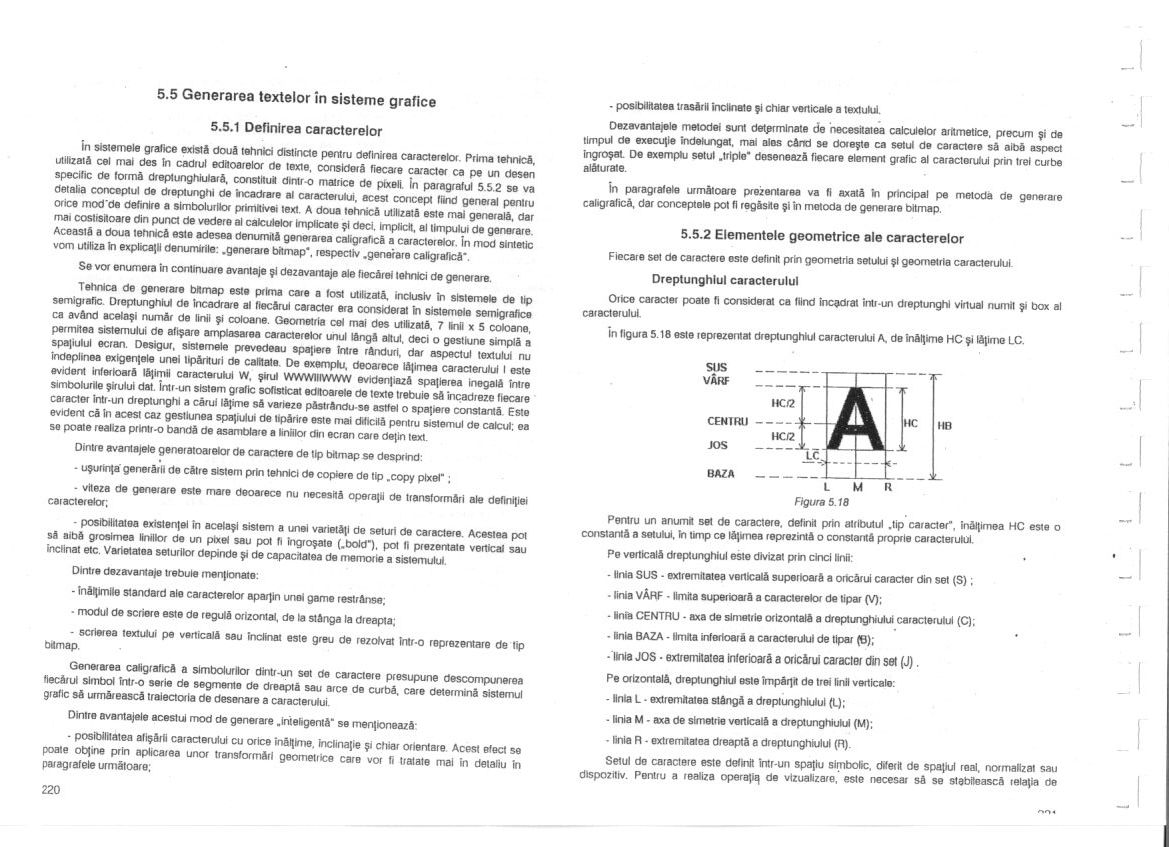 5.5 Generarea textelor în sisteme grafice
5.5.1 Definirea caracterelor
În sistemele grafice există două tehnici distincte pentru definirea caracterelor. Prima tehnică,
utilizată cel mai des în cadrul editoarelor de texte, consideră fiecare caracter ca pe un desen
specific de formă dreptunghiulară, constituit dintr-o matrice de pixeli. În paragraful 5.5.2 se va
detalia conceptul de dreptunghi de încadrare al caracterului, acest concept fiind general pentru
orice mod de definire a simbolurilor primitivei text. A doua tehnică utilizată este mai generală, dar
mai costisitoare din punct de vedere al calculelor implicate şi deci, implicit, al timpului de generare.
Această a doua tehnică este adesea denumită generarea caligrafică a caracterelor. În mod sintetic
vom utiliza în explicaţii denumirile: „generare bitmap", respectiv „generare caligrafică".
Se vor enumera în continuare avantaje şi dezavantaje ale fiecărei tehnici de generare.
Tehnica de generare bitmap este prima care a fost utilizată, inclusiv în sistemele de tip
semigrafic. Dreptunghiul de încadrare al fiecărui caracter era considerat în sistemele semigrafice
ca având acelaşi număr de linii şi coloane. Geometria cel mai des utilizată, 7 linii x 5 coloane,
permitea sistemului de afişare amplasarea caracterelor unul lângă altul, deci o gestiune simplă a
spaţiului ecran. Desigur, sistemele prevedeau spaţiere între rânduri, dar aspectul textului nu
îndeplinea exigenţele unei tipărituri de calitate. De exemplu, deoarece lăţimea caracterului I este
evident inferioară lăţimii caracterului W, şirul WWWIIIWWW evidenţiază spaţierea inegală între
simbolurile şirului dat. Într-un sistem grafic sofisticat editoarele de texte trebuie să încadreze fiecare
caracter într-un dreptunghi a cărui lăţime să varieze păstrându-se astfel o spaţiere constantă. Este
evident că în acest caz gestiunea spaţiului de tipărire este mai dificilă pentru sistemul de calcul; ea
se poate realiza printr-o bandă de asamblare a liniilor din ecran care deţin text.
Dintre avantajele generatoarelor de caractere de tip bitmap se desprind:
- uşurinţa generării de către sistem prin tehnici de copiere de tip „copy pixel" ;
- viteza de generare este mare deoarece nu necesită operaţii de transformări ale definiţiei
caracterelor;
- posibilitatea existenţei în acelaşi sistem a unei varietăţi de seturi de caractere. Acestea pot
să aibă grosimea liniilor de un pixel sau pot fi îngroşate („bold"), pot fi prezentate vertical sau
înclinat etc. Varietatea seturilor depinde şi de capacitatea de memorie a sistemului.
Dintre dezavantaje trebuie menţionate:
- înălţimile standard ale caracterelor aparţin unei game restrânse;
- modul de scriere este de regulă orizontal, de la stânga la dreapta;
- scrierea textului pe verticală sau înclinat este greu de rezolvat într-o reprezentare de tip
bitmap.
Generarea caligrafică a simbolurilor dintr-un set de caractere presupune descompunerea
fiecărui simbol într-o serie de segmente de dreaptă sau arce de curbă, care determină sistemul
grafic să urmărească traiectoria de desenare a caracterului.
Dintre avantajele acestui mod de generare „inteligentă" se menţionează:
- posibilitatea afişării caracterului cu orice înălţime, înclinaţie şi chiar orientare. Acest efect se
poate obţine prin aplicarea unor transformări geometrice care vor fi tratate mai în detaliu în
paragrafele următoare;
220
- posibilitatea trasării înclinate şi chiar verticale a textului.
Dezavantajele metodei sunt determinate de necesitatea calculelor aritmetice, precum şi de
timpul de execuţie îndelungat, mai ales când se doreşte ca setul de caractere să aibă aspect
îngroşat. De exemplu setul „triple" desenează fiecare element grafic al caracterului prin trei curbe
alăturate.
În paragrafele următoare prezentarea va fi axată în principal pe metoda de generare
caligrafică, dar conceptele pot fi regăsite şi în metoda de generare bitmap.
5.5.2 Elementele geometrice ale caracterelor
Fiecare set de caractere este definit prin geometria setului şi geometria caracterului.
Dreptunghiul caracterului
Orice caracter poate fi considerat ca fiind încadrat într-un dreptunghi virtual numit şi box al
caracterului.
În figura 5.18 este reprezentat dreptunghiul caracterului A, de înălţime HC şi lăţime LC.
SUS
VÂRF
HC/2
CENTRU
A
HC
HB
JOS
HC/2
LC
BAZA
L M R
Figura 5.18
Pentru un anumit set de caractere, definit prin atributul „tip caracter", înălţimea HC este o
constantă a setului, în timp ce lăţimea reprezintă o constantă proprie caracterului.
Pe verticală dreptunghiul este divizat prin cinci linii:
- linia SUS - extremitatea verticală superioară a oricărui caracter din set (S) ;
- linia VÂRF - limita superioară a caracterelor de tipar (V);
- linia CENTRU - axa de simetrie orizontală a dreptunghiului caracterului (C);
- linia BAZA - limita inferioară a caracterului de tipar (B);
- linia JOS - extremitatea inferioară a oricărui caracter din set (J) .
Pe orizontală, dreptunghiul este împărţit de trei linii verticale:
- linia L - extremitatea stângă a dreptunghiului (L);
- linia M - axa de simetrie verticală a dreptunghiului (M);
- linia R - extremitatea dreaptă a dreptunghiului (R).
Setul de caractere este definit într-un spaţiu simbolic, diferit de spaţiul real, normalizat sau
dispozitiv. Pentru a realiza operaţia de vizualizare, este necesar să se stabilească relaţia de